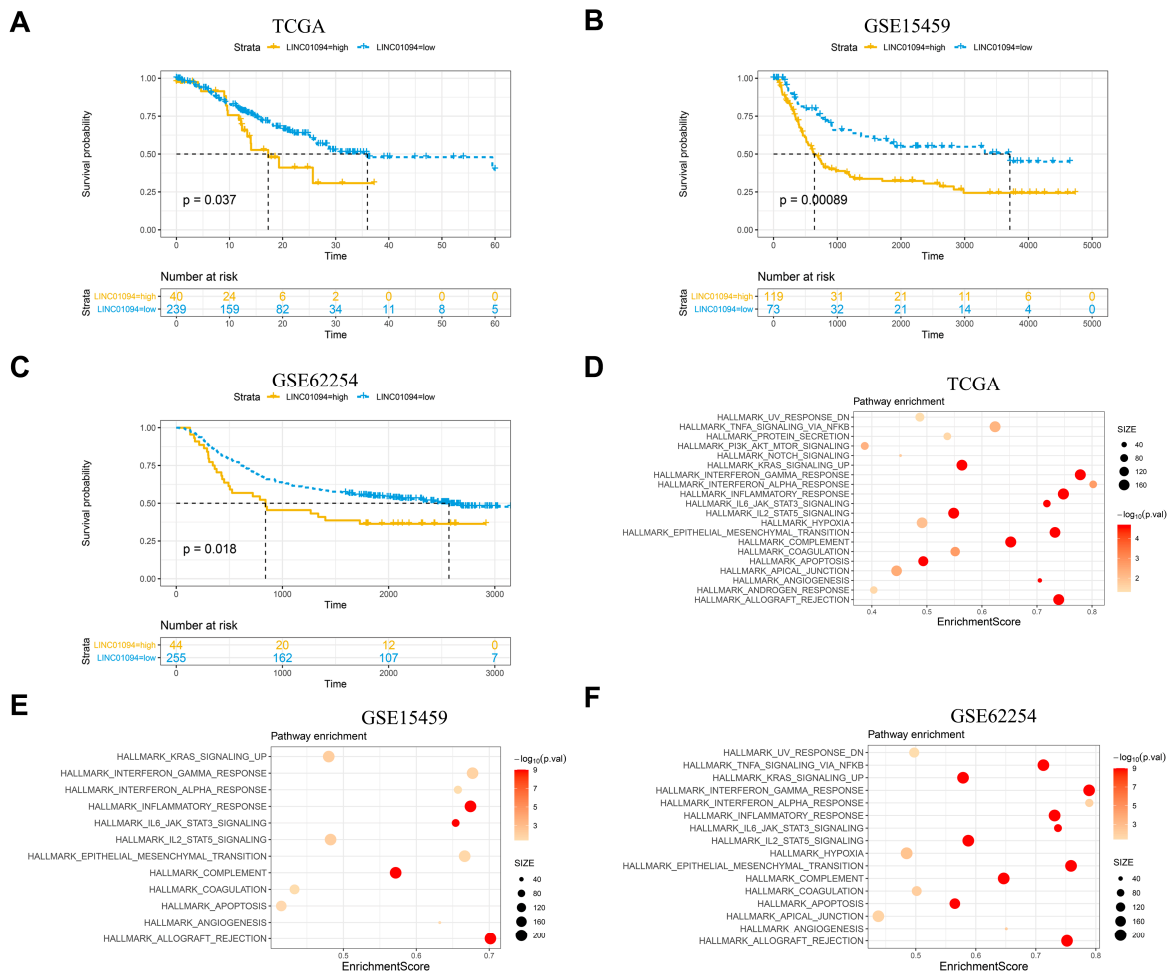 A
TCGA
Strata LINC01094=high LINC01094=low
Survival probability
1.00
0.75
0.50
0.25
0.00
p = 0.037
0 10 20 30 40 50 60
Time
Number at risk
Strata
LINC01094=high 40 24 6 2 0 0 0
LINC01094=low 239 159 82 34 11 8 5
0 10 20 30 40 50 60
Time
B
GSE15459
Strata LINC01094=high LINC01094=low
Survival probability
1.00
0.75
0.50
0.25
0.00
p = 0.00089
0 1000 2000 3000 4000 5000
Time
Number at risk
Strata
LINC01094=high 119 31 21 11 6 0
LINC01094=low 73 32 21 14 4 0
0 1000 2000 3000 4000 5000
Time
C
GSE62254
Strata LINC01094=high LINC01094=low
Survival probability
1.00
0.75
0.50
0.25
0.00
p = 0.018
0 1000 2000 3000
Time
Number at risk
Strata
LINC01094=high 44 20 12 0
LINC01094=low 255 162 107 7
0 1000 2000 3000
Time
D
TCGA
Pathway enrichment
HALLMARK_UV_RESPONSE_DN
HALLMARK_TNFA_SIGNALING_VIA_NFKB
HALLMARK_PROTEIN_SECRETION
HALLMARK_PI3K_AKT_MTOR_SIGNALING
HALLMARK_NOTCH_SIGNALING
HALLMARK_KRAS_SIGNALING_UP
HALLMARK_INTERFERON_GAMMA_RESPONSE
HALLMARK_INTERFERON_ALPHA_RESPONSE
HALLMARK_INFLAMMATORY_RESPONSE
HALLMARK_IL6_JAK_STAT3_SIGNALING
HALLMARK_IL2_STAT5_SIGNALING
HALLMARK_HYPOXIA
HALLMARK_EPITHELIAL_MESENCHYMAL_TRANSITION
HALLMARK_COMPLEMENT
HALLMARK_COAGULATION
HALLMARK_APOPTOSIS
HALLMARK_APICAL_JUNCTION
HALLMARK_ANGIOGENESIS
HALLMARK_ANDROGEN_RESPONSE
HALLMARK_ALLOGRAFT_REJECTION
0.4 0.5 0.6 0.7 0.8
EnrichmentScore
SIZE
40
80
120
160
−log10(p.val)
4
3
2
E
GSE15459
Pathway enrichment
HALLMARK_KRAS_SIGNALING_UP
HALLMARK_INTERFERON_GAMMA_RESPONSE
HALLMARK_INTERFERON_ALPHA_RESPONSE
HALLMARK_INFLAMMATORY_RESPONSE
HALLMARK_IL6_JAK_STAT3_SIGNALING
HALLMARK_IL2_STAT5_SIGNALING
HALLMARK_EPITHELIAL_MESENCHYMAL_TRANSITION
HALLMARK_COMPLEMENT
HALLMARK_COAGULATION
HALLMARK_APOPTOSIS
HALLMARK_ANGIOGENESIS
HALLMARK_ALLOGRAFT_REJECTION
0.5 0.6 0.7
EnrichmentScore
−log10(p.val)
9
7
5
3
SIZE
40
80
120
160
200
F
GSE62254
Pathway enrichment
HALLMARK_UV_RESPONSE_DN
HALLMARK_TNFA_SIGNALING_VIA_NFKB
HALLMARK_KRAS_SIGNALING_UP
HALLMARK_INTERFERON_GAMMA_RESPONSE
HALLMARK_INTERFERON_ALPHA_RESPONSE
HALLMARK_INFLAMMATORY_RESPONSE
HALLMARK_IL6_JAK_STAT3_SIGNALING
HALLMARK_IL2_STAT5_SIGNALING
HALLMARK_HYPOXIA
HALLMARK_EPITHELIAL_MESENCHYMAL_TRANSITION
HALLMARK_COMPLEMENT
HALLMARK_COAGULATION
HALLMARK_APOPTOSIS
HALLMARK_APICAL_JUNCTION
HALLMARK_ANGIOGENESIS
HALLMARK_ALLOGRAFT_REJECTION
0.5 0.6 0.7 0.8
EnrichmentScore
−log10(p.val)
9
7
5
3
SIZE
40
80
120
160
200